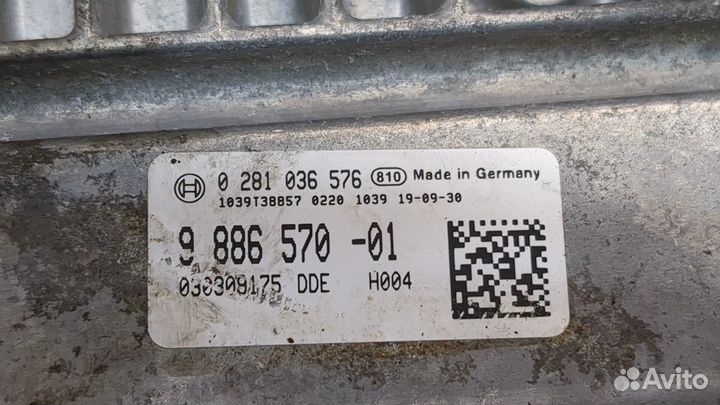 0 281 036 576 810 Made in Germany
1039T38857 0220 1039 19-09-30
9 886 570 -01
030309175 DDE H004
Avito